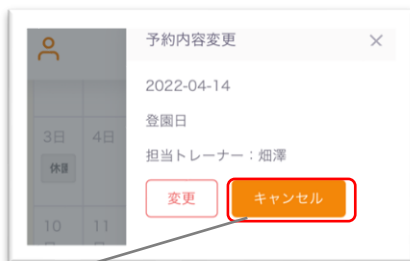 予約内容変更
2022-04-14
登園日
3日 4日
担当トレーナー：畑澤
変更 キャンセル
10 11